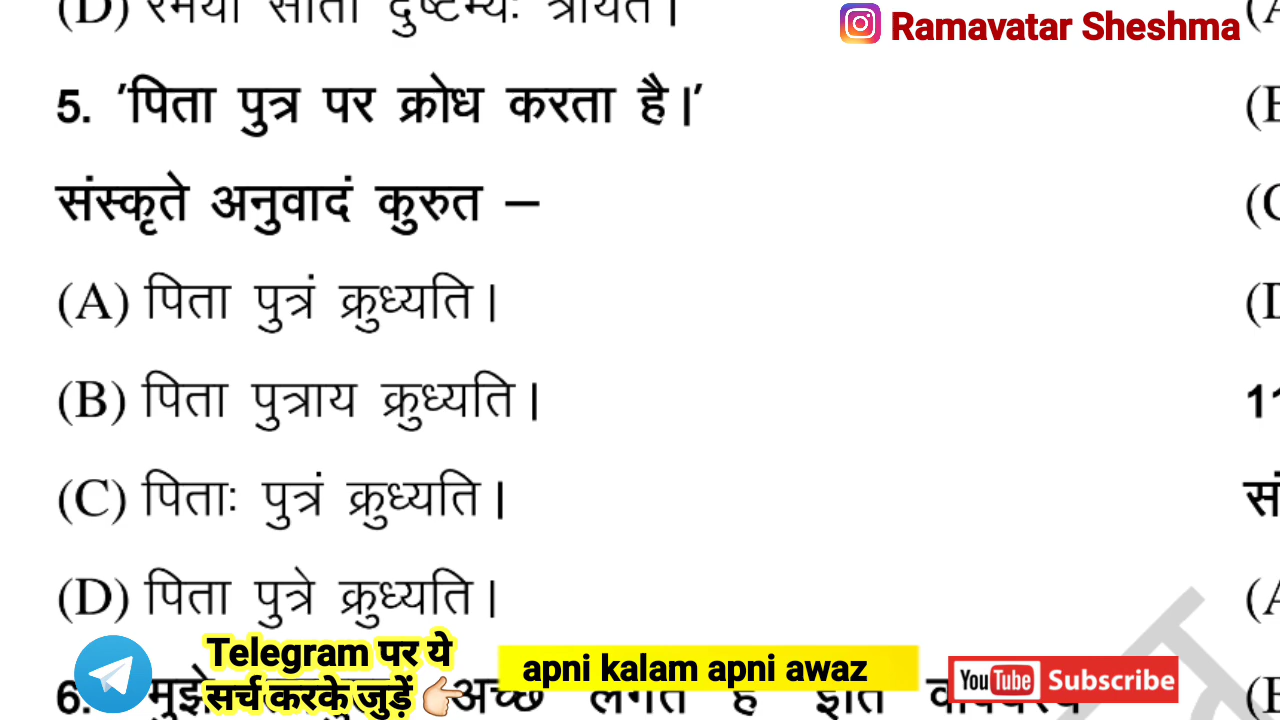 Ramavatar Sheshma
5. 'पिता पुत्र पर क्रोध करता है।'
संस्कृते अनुवादं कुरुत –
(A) पिता पुत्रं क्रुध्यति।
(B) पिता पुत्राय क्रुध्यति।
(C) पिताः पुत्रं क्रुध्यति।
(D) पिता पुत्रे क्रुध्यति।
Telegram पर ये
सर्च करके जुड़ें
apni kalam apni awaz
YouTube Subscribe
6.